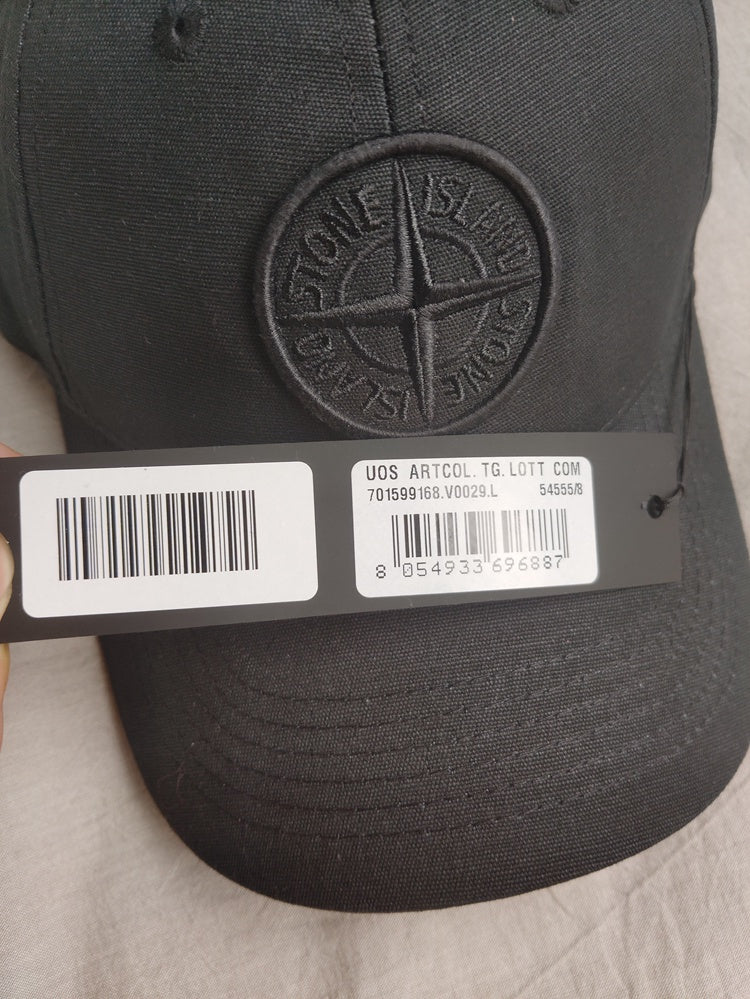 STONE ISLAND
STONE ISLAND
UOS ARTCOL. TG. LOTT COM
701599168.V0029.L 54555/8
8 054933 696887